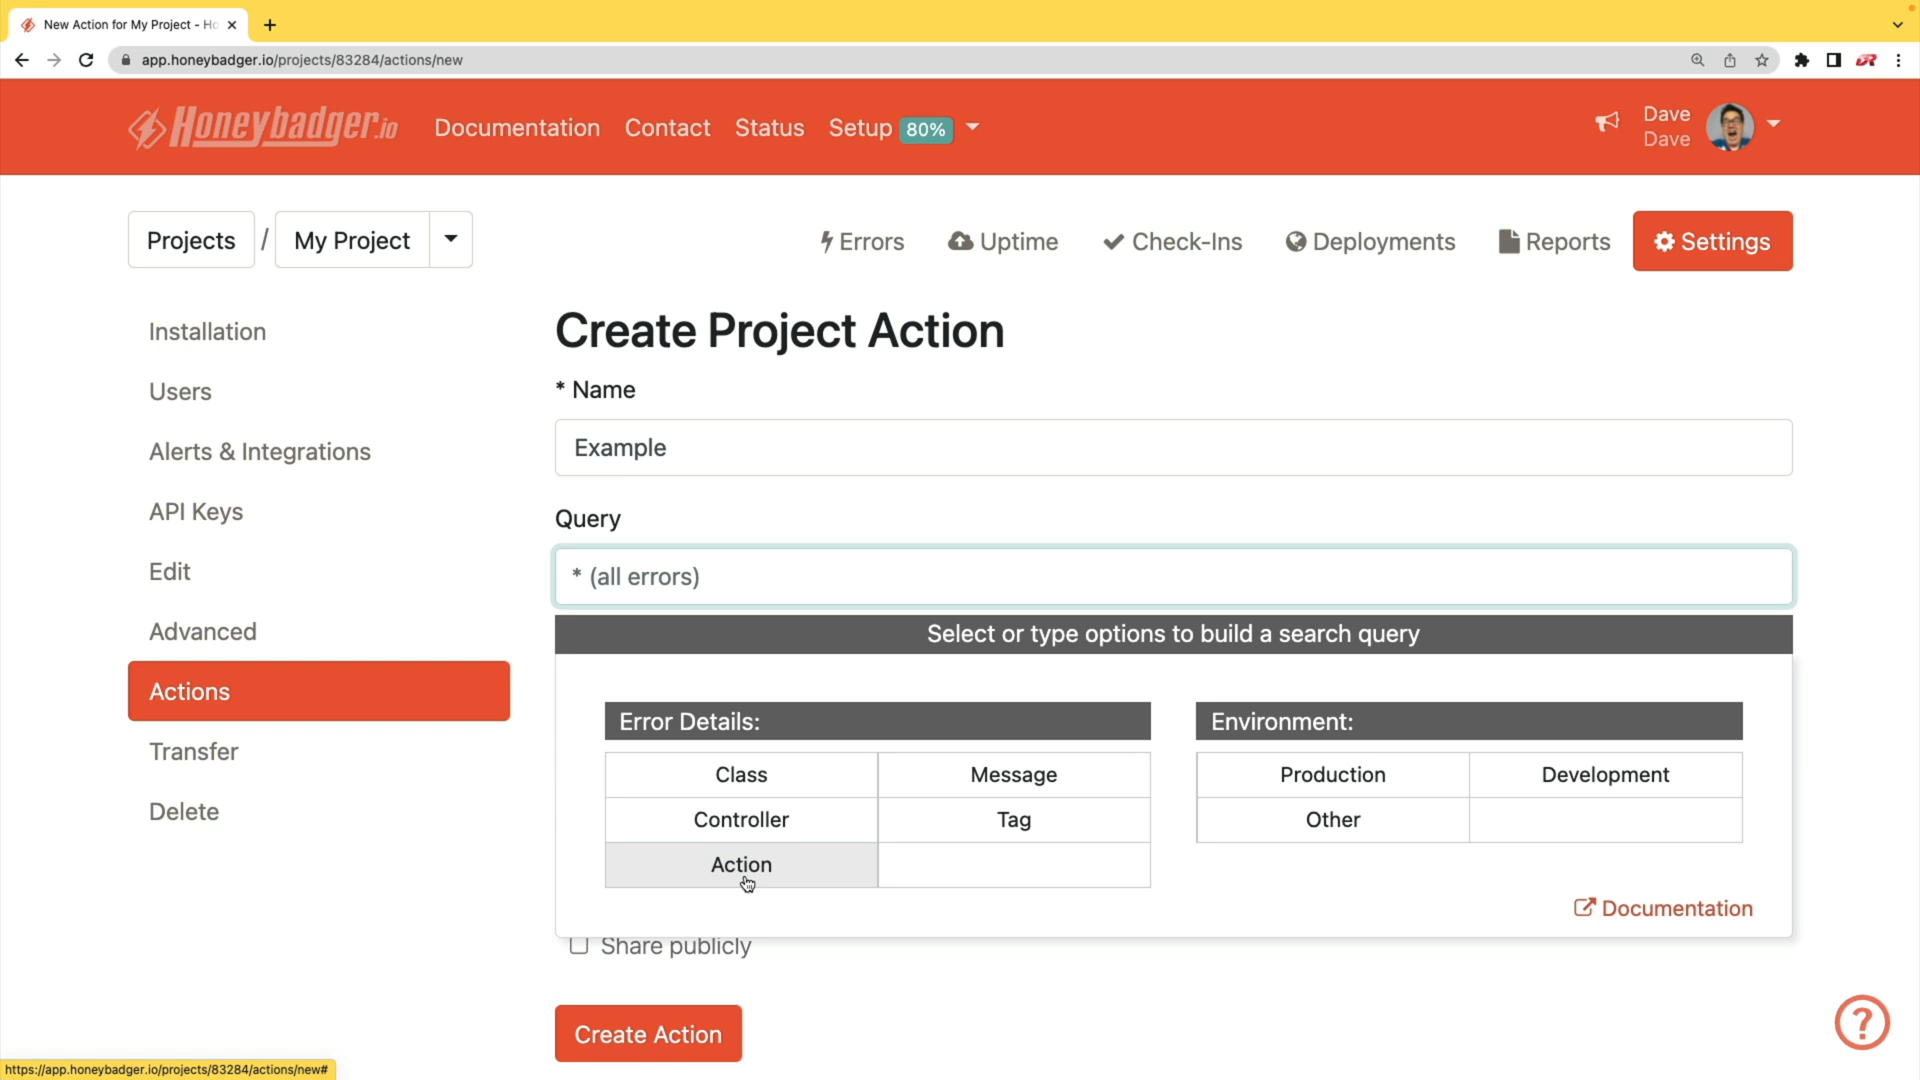 New Action for My Project - Ho
app.honeybadger.io/projects/83284/actions/new
Honeybadger.io
Documentation
Contact
Status
Setup
80%
Dave
Dave
Projects
/
My Project
Errors
Uptime
Check-Ins
Deployments
Reports
Settings
Installation
Users
Alerts & Integrations
API Keys
Edit
Advanced
Actions
Transfer
Delete
Create Project Action
* Name
Example
Query
* (all errors)
Select or type options to build a search query
Error Details:
Class
Message
Controller
Tag
Action
Environment:
Production
Development
Other
Documentation
Share publicly
Create Action
?
https://app.honeybadger.io/projects/83284/actions/new#